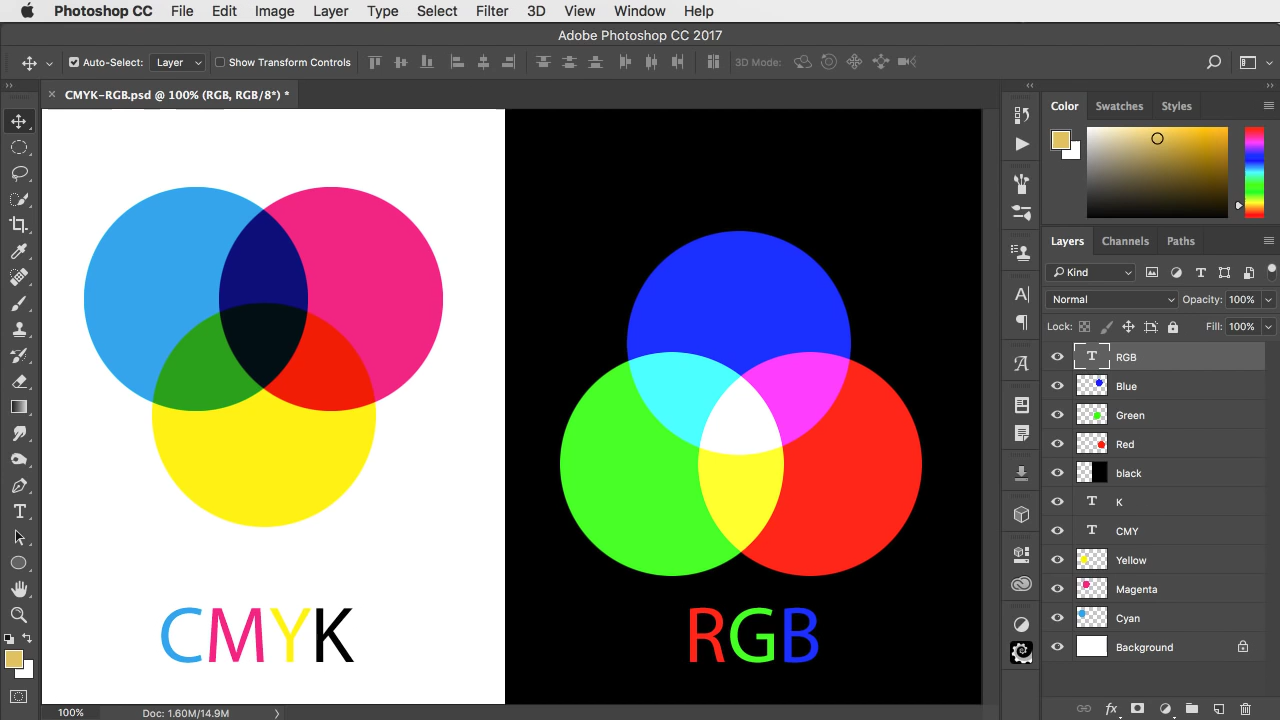 Photoshop CC File Edit Image Layer Type Select Filter 3D View Window Help
Adobe Photoshop CC 2017
Auto-Select: Layer Show Transform Controls 3D Mode:
× CMYK-RGB.psd @ 100% (RGB, RGB/8*) *
Color Swatches Styles
Layers Channels Paths
Kind
Normal Opacity: 100%
Lock: Fill: 100%
RGB
Blue
Green
Red
black
K
CMY
Yellow
Magenta
Cyan
Background
CMYK
RGB
100% Doc: 1.60M/14.9M